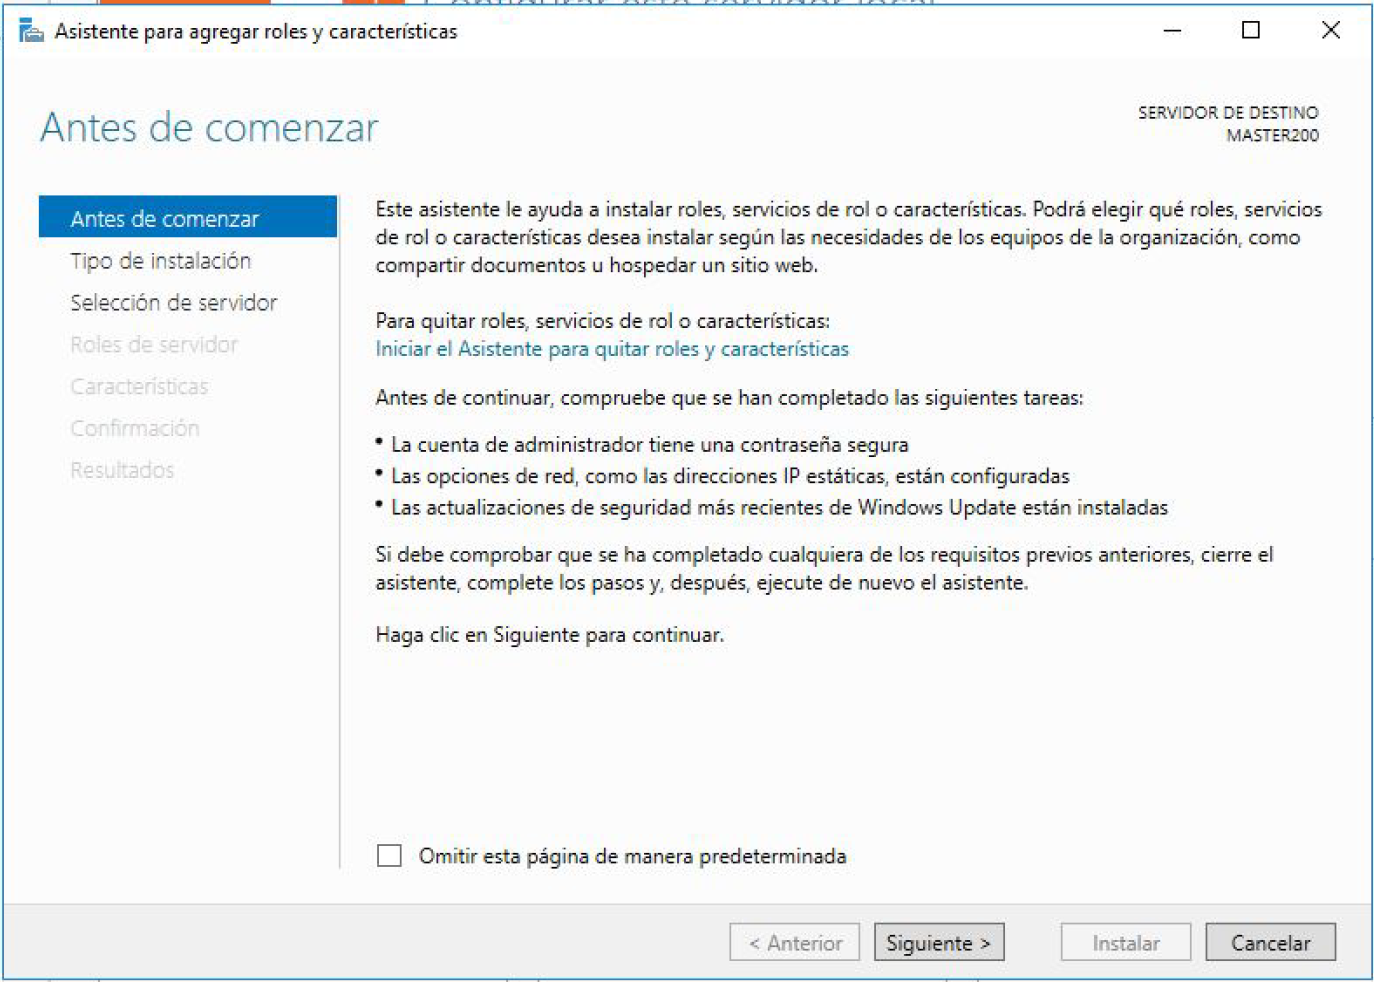 Configurar este servidor local
Asistente para agregar roles y características
Antes de comenzar
SERVIDOR DE DESTINO
MASTER200
Antes de comenzar
Tipo de instalación
Selección de servidor
Roles de servidor
Características
Confirmación
Resultados
Este asistente le ayuda a instalar roles, servicios de rol o características. Podrá elegir qué roles, servicios
de rol o características desea instalar según las necesidades de los equipos de la organización, como
compartir documentos u hospedar un sitio web.
Para quitar roles, servicios de rol o características:
Iniciar el Asistente para quitar roles y características
Antes de continuar, compruebe que se han completado las siguientes tareas:
• La cuenta de administrador tiene una contraseña segura
• Las opciones de red, como las direcciones IP estáticas, están configuradas
• Las actualizaciones de seguridad más recientes de Windows Update están instaladas
Si debe comprobar que se ha completado cualquiera de los requisitos previos anteriores, cierre el
asistente, complete los pasos y, después, ejecute de nuevo el asistente.
Haga clic en Siguiente para continuar.
Omitir esta página de manera predeterminada
< Anterior
Siguiente >
Instalar
Cancelar